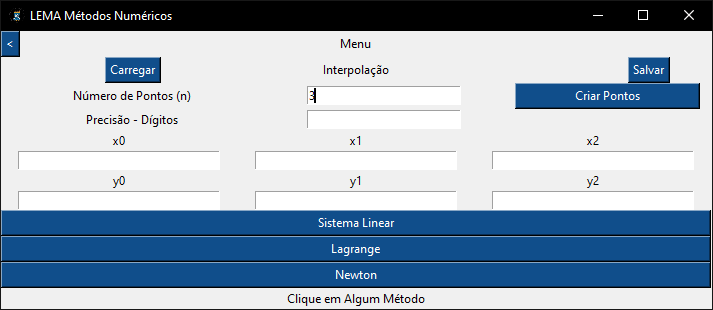 LEMA Métodos Numéricos
< Menu
Carregar Interpolação Salvar
Número de Pontos (n) 3 Criar Pontos
Precisão - Dígitos
x0 x1 x2
y0 y1 y2
Sistema Linear
Lagrange
Newton
Clique em Algum Método